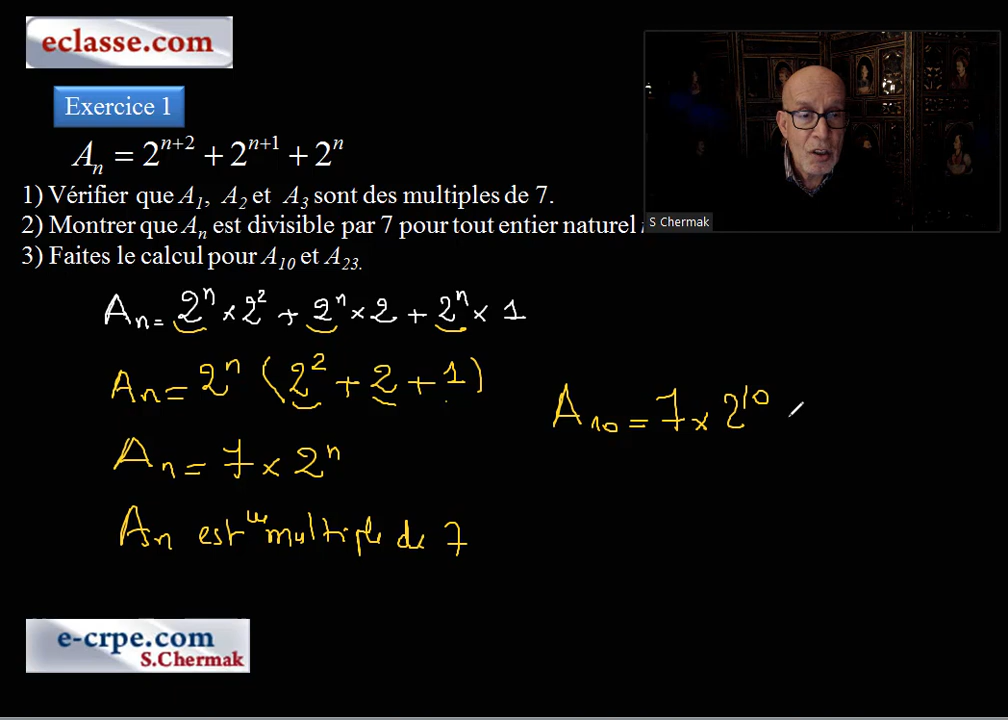 eclasse.com
Exercice 1
Aₙ = 2ⁿ⁺² + 2ⁿ⁺¹ + 2ⁿ
1) Vérifier que A₁, A₂ et A₃ sont des multiples de 7.
2) Montrer que Aₙ est divisible par 7 pour tout entier naturel
S Chermak
3) Faites le calcul pour A₁₀ et A₂₃.
Aₙ = 2ⁿ × 2² + 2ⁿ × 2 + 2ⁿ × 1
Aₙ = 2ⁿ (2² + 2 + 1)
A₁₀ = 7 × 2¹⁰
Aₙ = 7 × 2ⁿ
Aₙ est multiple de 7
e-crpe.com
S.Chermak